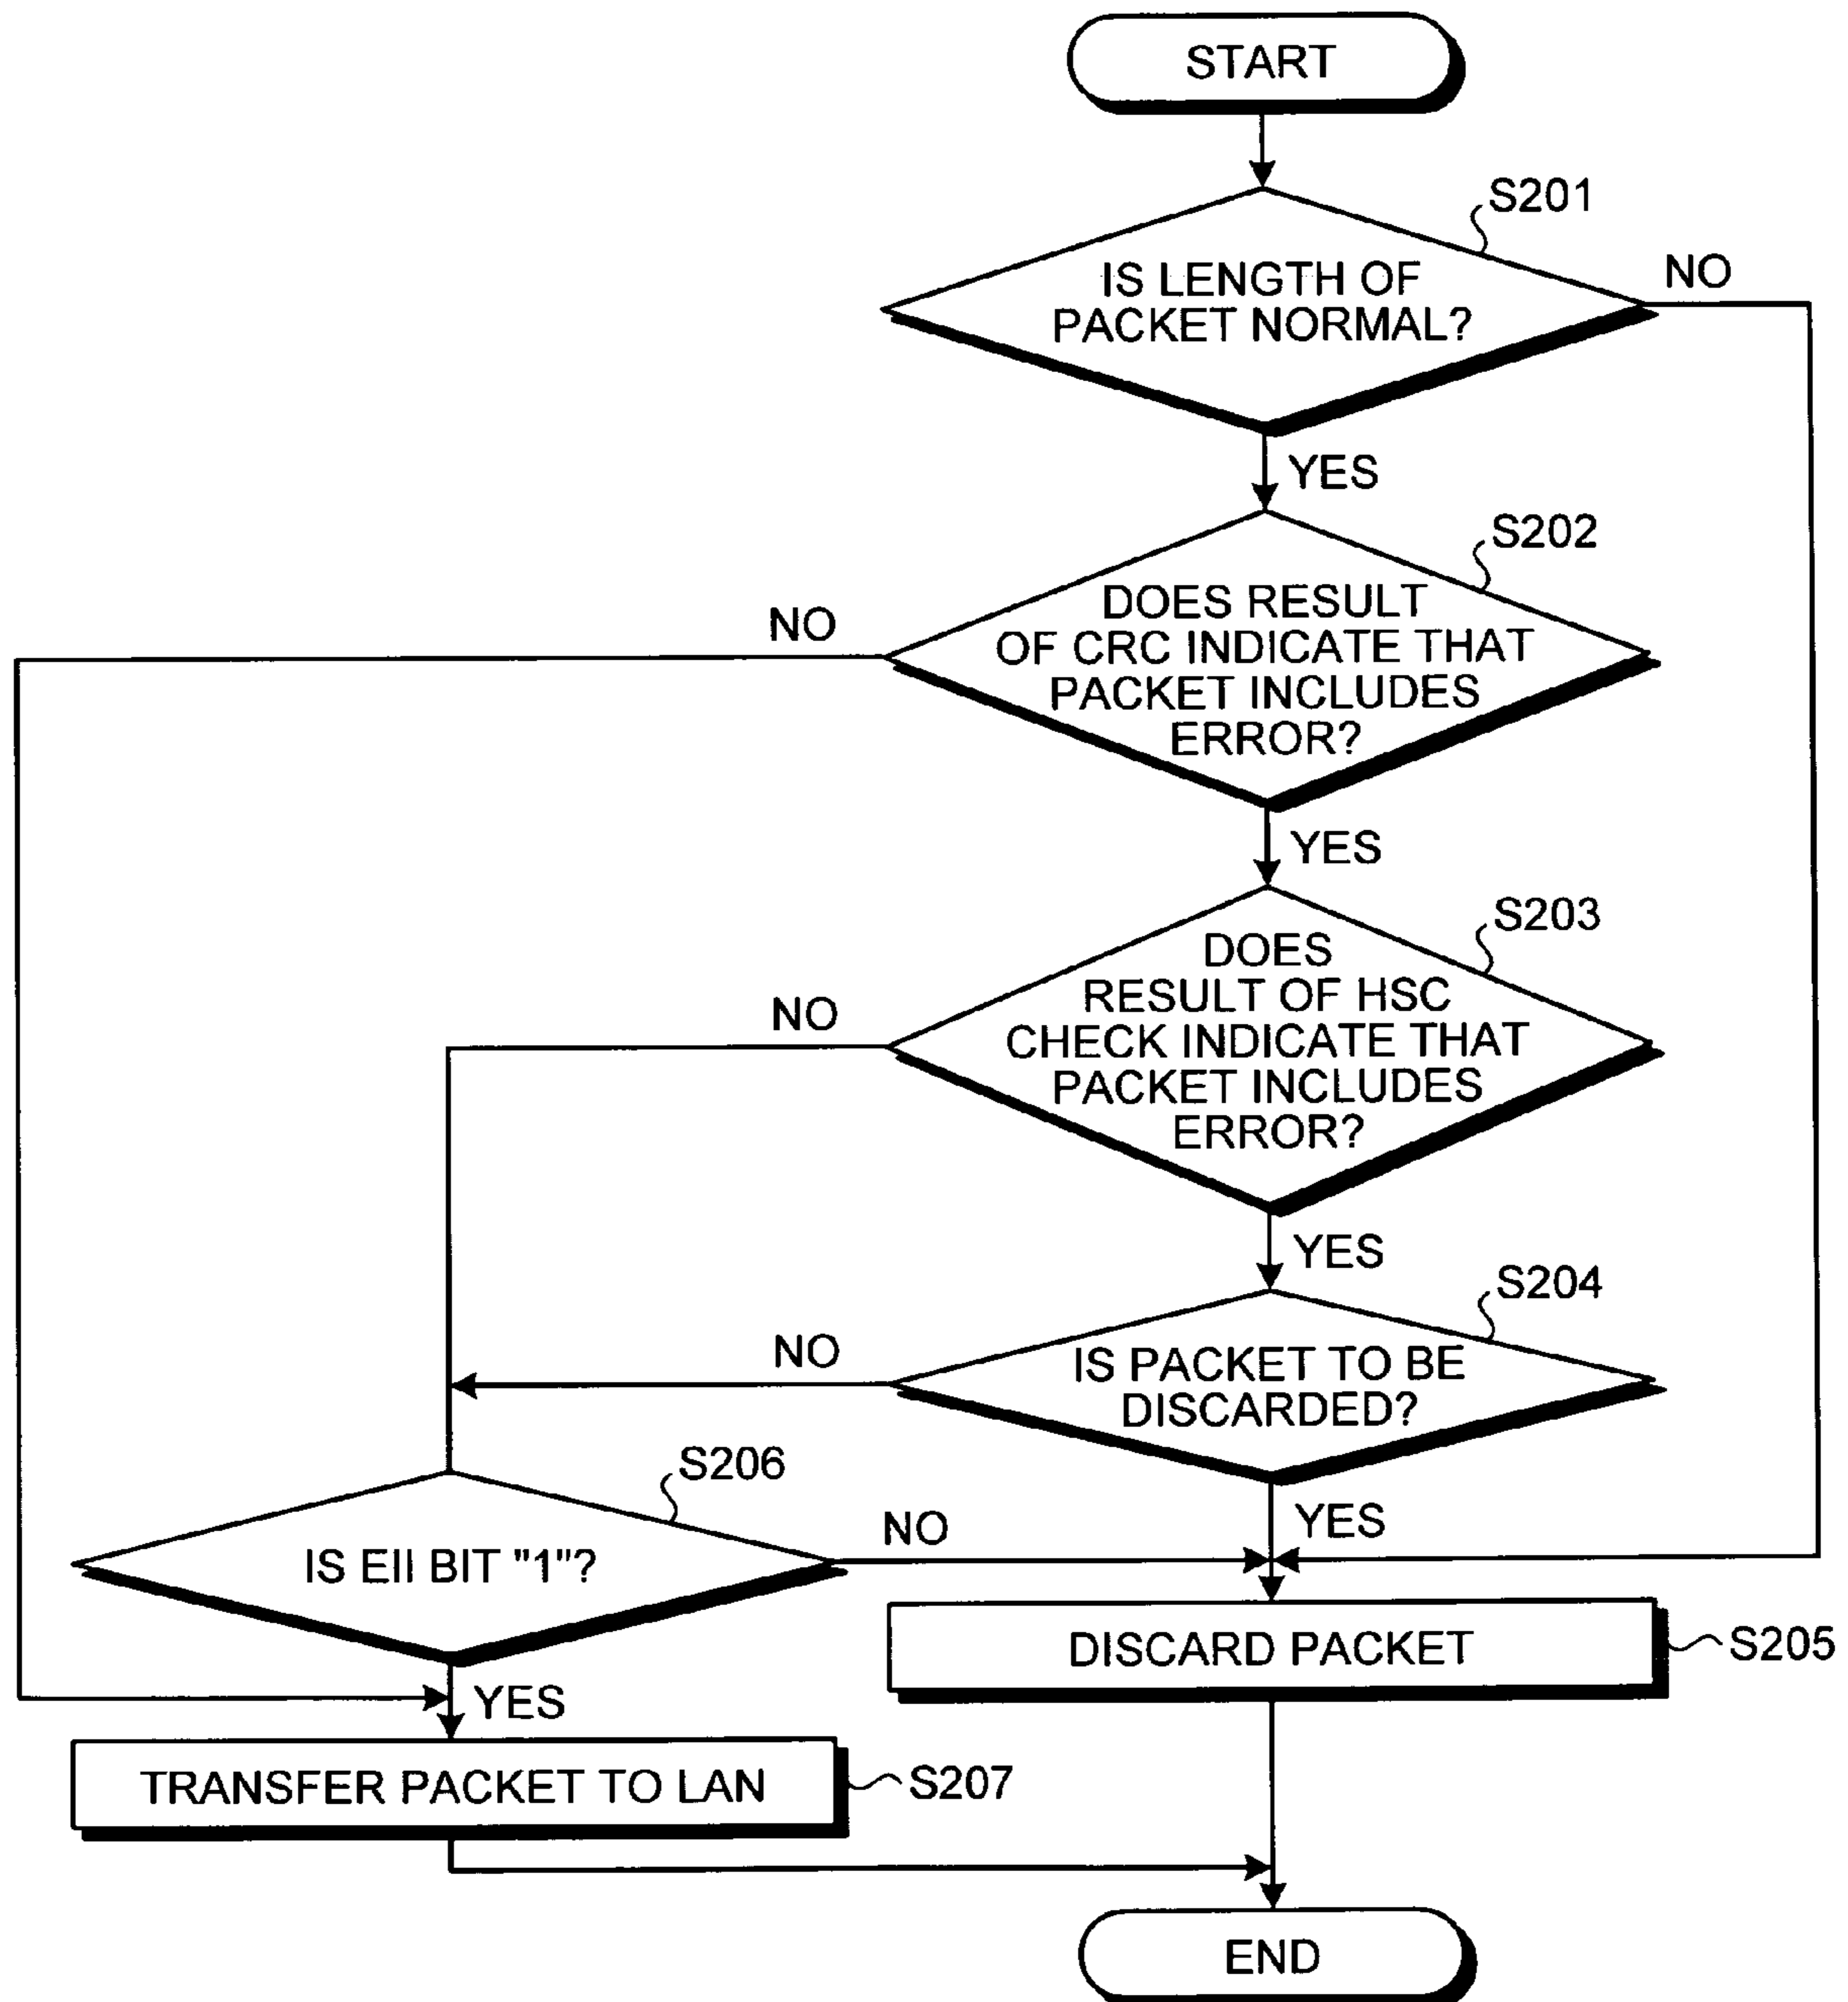 START
S201
IS LENGTH OF
PACKET NORMAL?
NO
YES
S202
DOES RESULT
OF CRC INDICATE THAT
PACKET INCLUDES
ERROR?
NO
YES
S203
DOES
RESULT OF HSC
CHECK INDICATE THAT
PACKET INCLUDES
ERROR?
NO
YES
S204
IS PACKET TO BE
DISCARDED?
NO
YES
S206
IS EII BIT "1"?
NO
YES
DISCARD PACKET
S205
TRANSFER PACKET TO LAN
S207
END